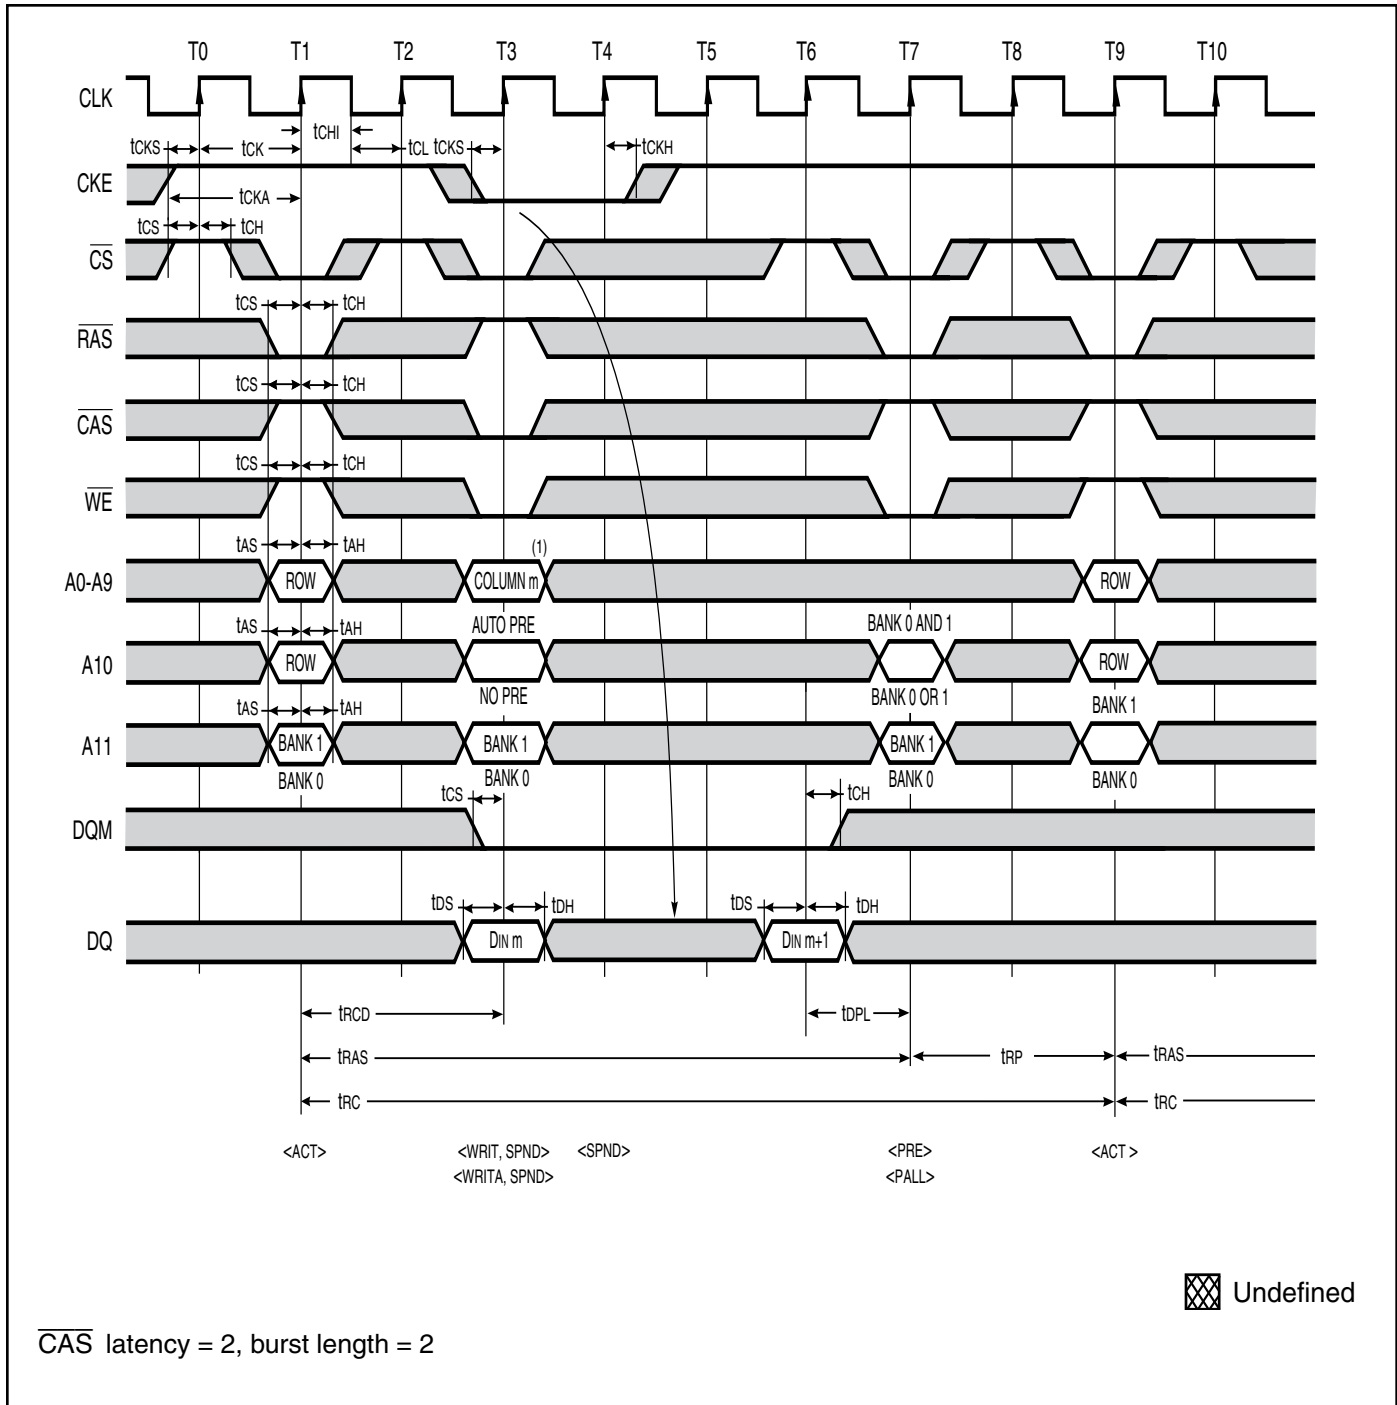 T0 T1 T2 T3 T4 T5 T6 T7 T8 T9 T10
CLK
tCHI
tCKS tCK tCL tCKS tCKH
CKE
tCKA
tCS tCH
CS
tCS tCH
RAS
tCS tCH
CAS
tCS tCH
WE
tAS tAH (1)
A0-A9 ROW COLUMN m ROW
tAS tAH AUTO PRE BANK 0 AND 1
A10 ROW ROW
NO PRE BANK 0 OR 1 BANK 1
tAS tAH
A11 BANK 1 BANK 1 BANK 1
BANK 0 BANK 0 BANK 0 BANK 0
tCS tCH
DQM
tDS tDH tDS tDH
DQ DIN m DIN m+1
tRCD tDPL
tRAS tRP tRAS
tRC tRC
<ACT> <WRIT, SPND> <SPND> <PRE> <ACT >
<WRITA, SPND> <PALL>
Undefined
CAS latency = 2, burst length = 2